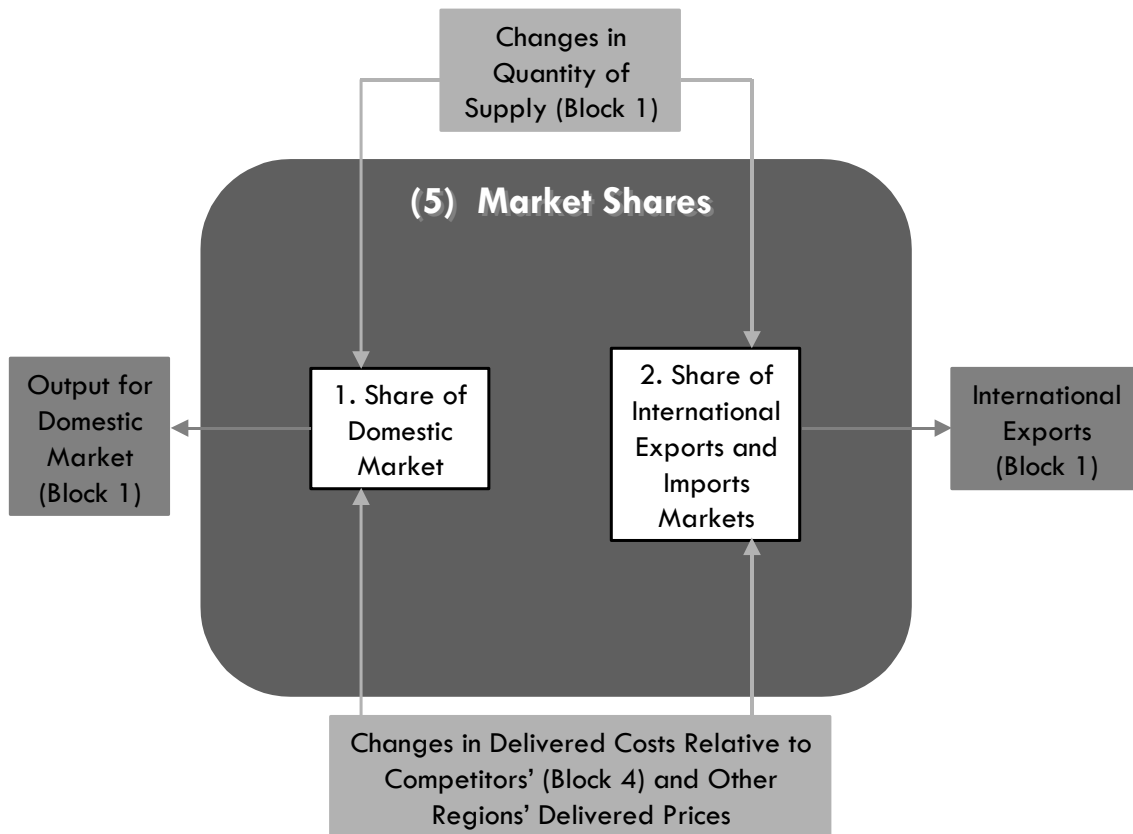 Changes in
Quantity of
Supply (Block 1)
(5) Market Shares
Output for
Domestic
Market
(Block 1)
1. Share of
Domestic
Market
2. Share of
International
Exports and
Imports
Markets
International
Exports
(Block 1)
Changes in Delivered Costs Relative to
Competitors’ (Block 4) and Other
Regions’ Delivered Prices